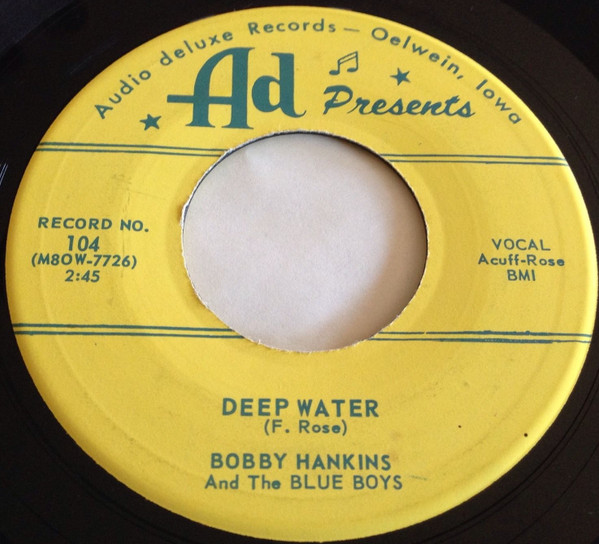 Audio deluxe Records — Oelwein, Iowa
Ad Presents
RECORD NO.
104
(M8OW-7726)
2:45
VOCAL
Acuff-Rose
BMI
DEEP WATER
(F. Rose)
BOBBY HANKINS
And The BLUE BOYS